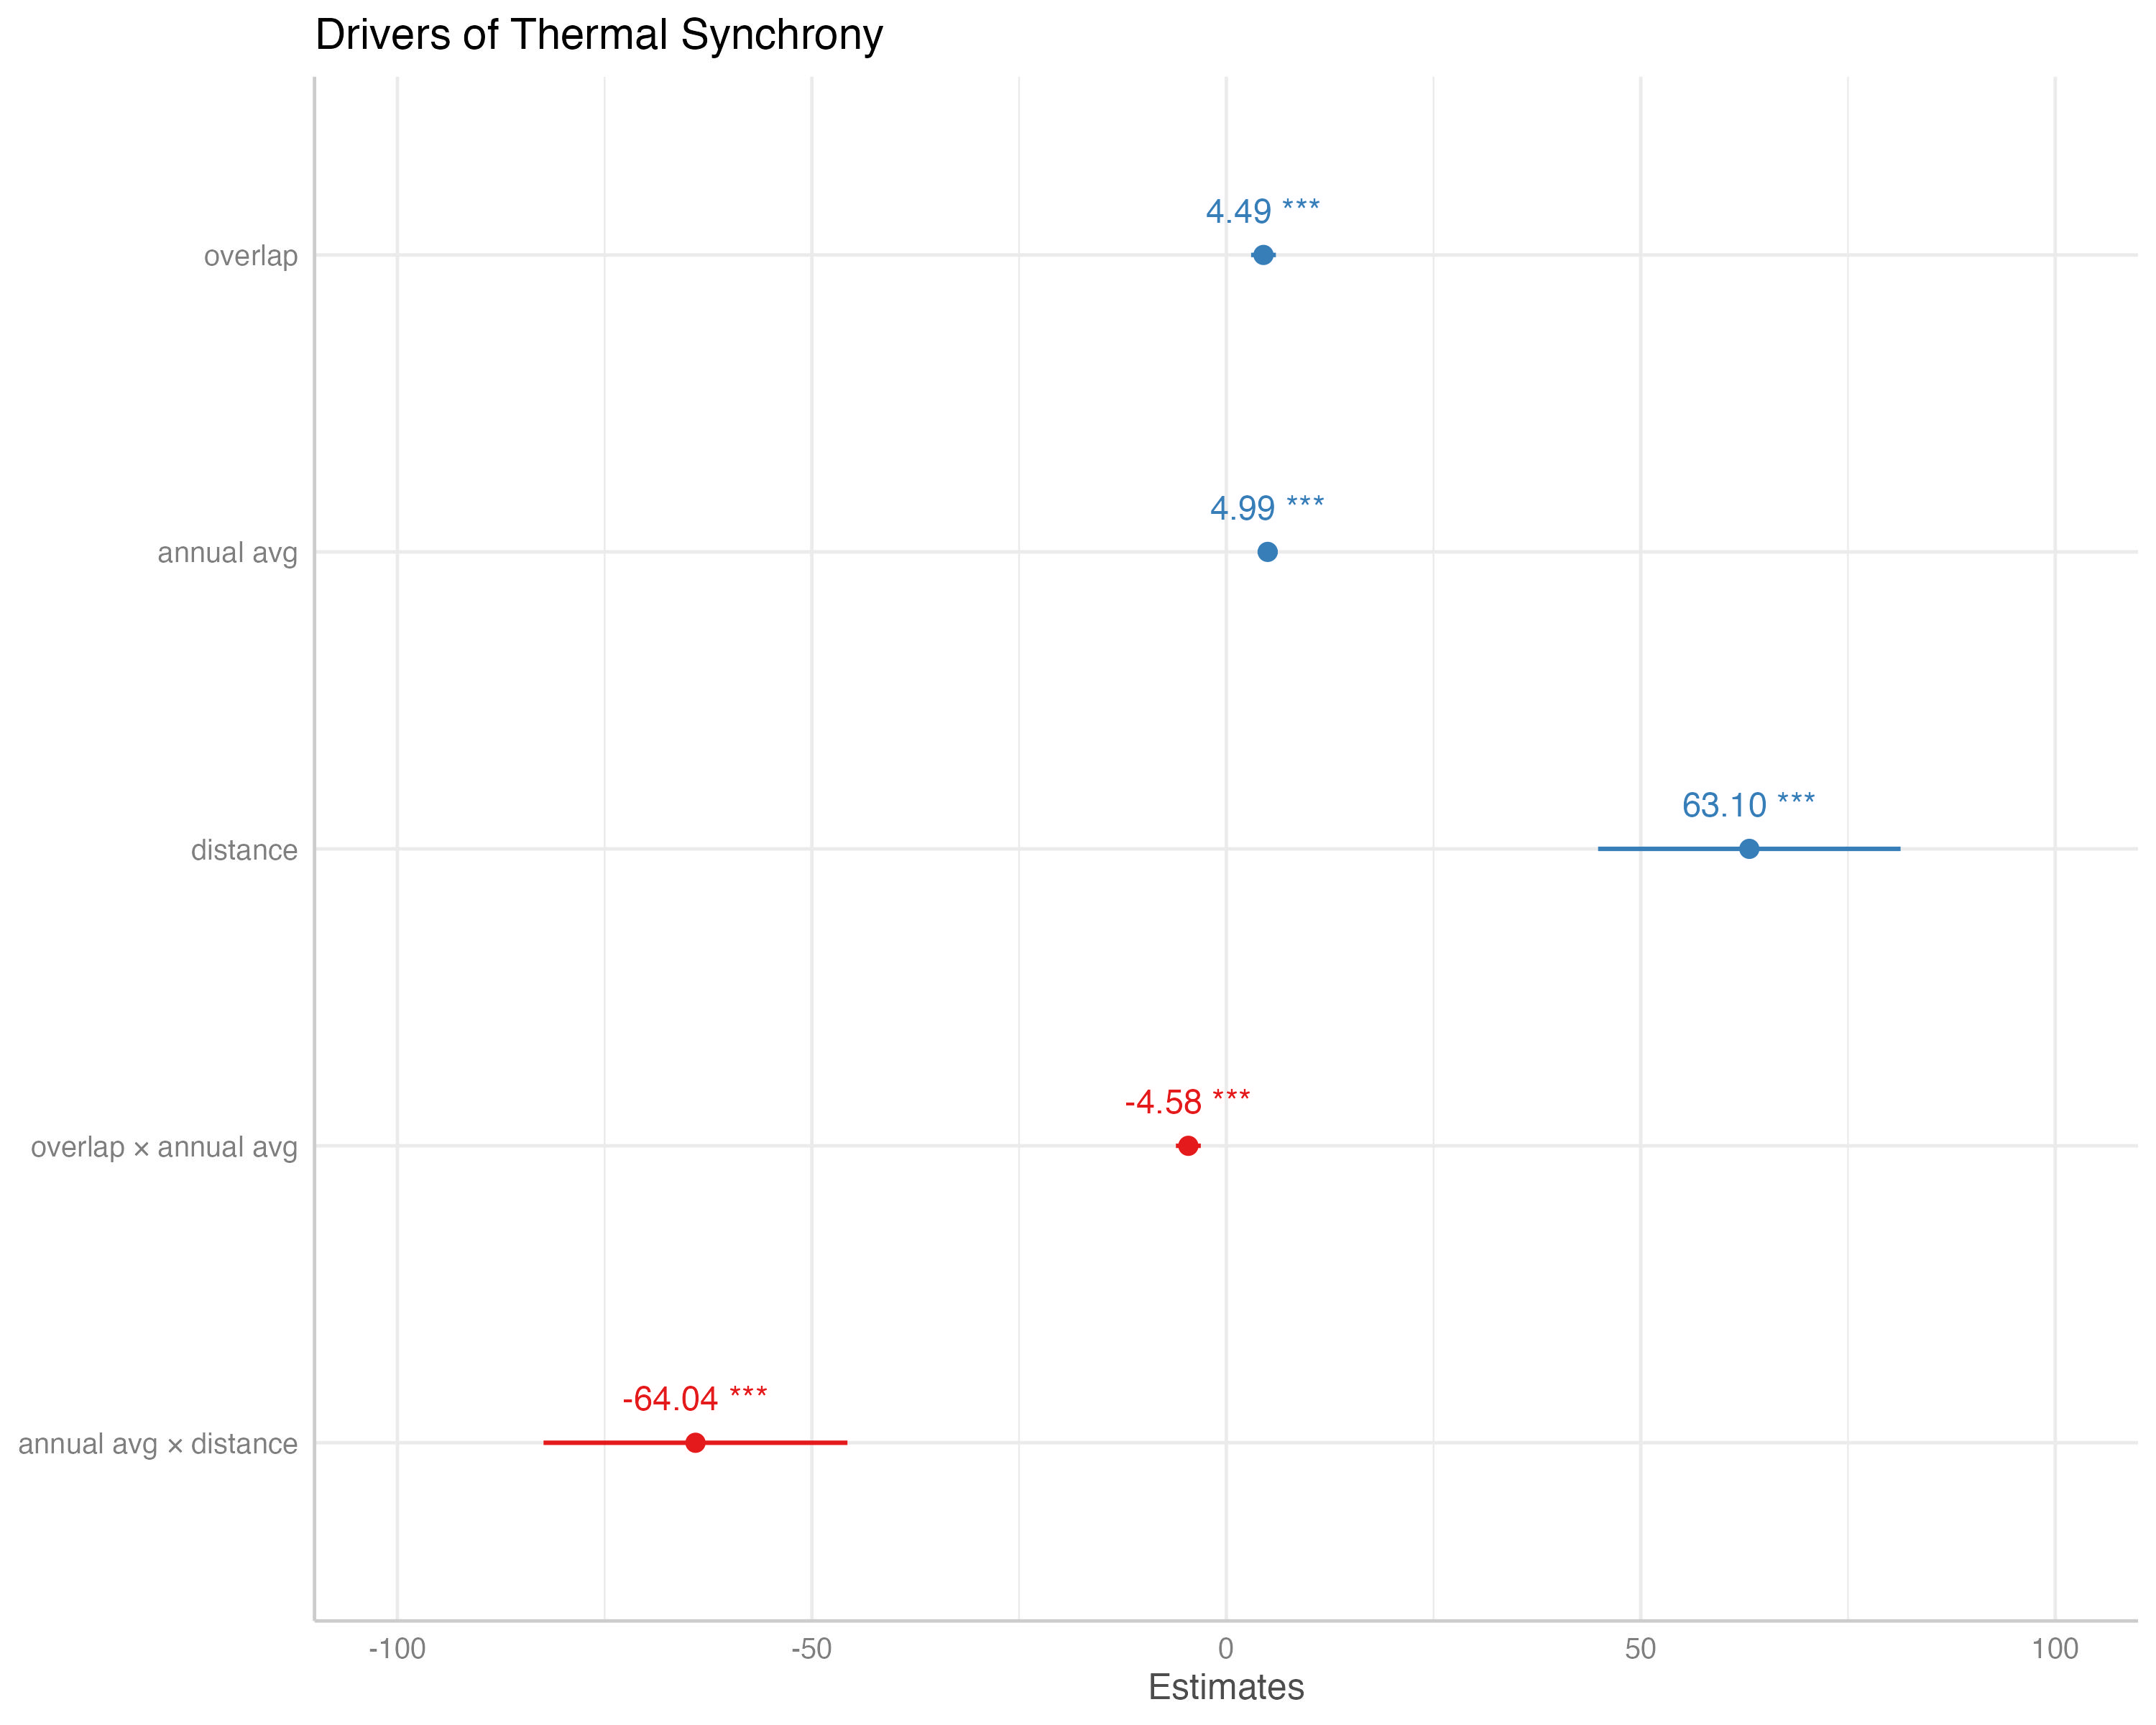 Drivers of Thermal Synchrony
4.49 ***
overlap
4.99 ***
annual avg
63.10 ***
distance
-4.58 ***
overlap × annual avg
-64.04 ***
annual avg × distance
-100 -50 0 50 100
Estimates